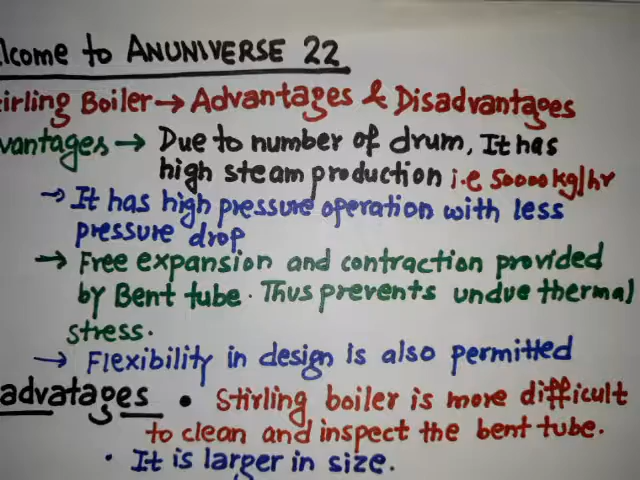 lcome to ANUNIVERSE 22
tirling Boiler → Advantages & Disadvantages
vantages → Due to number of drum, It has
high steam production i.e 50000 kg/hr
→ It has high pressure operation with less
pressure drop
→ Free expansion and contraction provided
by Bent tube. Thus prevents undue thermal
stress.
→ Flexibility in design is also permitted
advatages • Stirling boiler is more difficult
to clean and inspect the bent tube.
• It is larger in size.